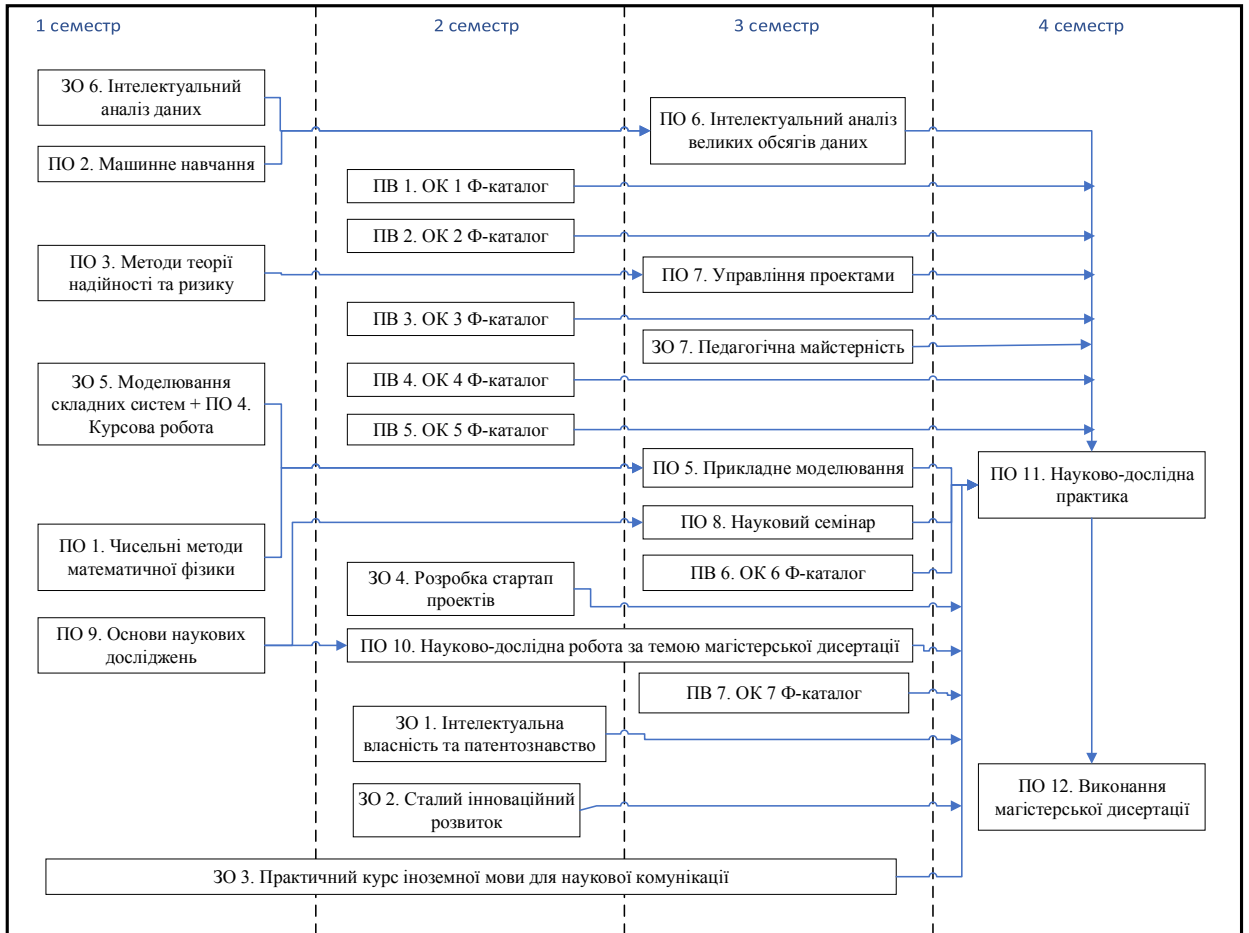 1 семестр
2 семестр
3 семестр
4 семестр
ЗО 6. Інтелектуальний
аналіз даних
ПО 2. Машинне навчання
ПО 6. Інтелектуальний аналіз
великих обсягів даних
ПВ 1. ОК 1 Ф-каталог
ПВ 2. ОК 2 Ф-каталог
ПО 3. Методи теорії
надійності та ризику
ПО 7. Управління проектами
ПВ 3. ОК 3 Ф-каталог
ЗО 7. Педагогічна майстерність
ЗО 5. Моделювання
складних систем + ПО 4.
Курсова робота
ПВ 4. ОК 4 Ф-каталог
ПВ 5. ОК 5 Ф-каталог
ПО 5. Прикладне моделювання
ПО 11. Науково-дослідна
практика
ПО 8. Науковий семінар
ПО 1. Чисельні методи
математичної фізики
ПВ 6. ОК 6 Ф-каталог
ЗО 4. Розробка стартап
проектів
ПО 9. Основи наукових
досліджень
ПО 10. Науково-дослідна робота за темою магістерської дисертації
ПВ 7. ОК 7 Ф-каталог
ЗО 1. Інтелектуальна
власність та патентознавство
ЗО 2. Сталий інноваційний
розвиток
ПО 12. Виконання
магістерської дисертації
ЗО 3. Практичний курс іноземної мови для наукової комунікації